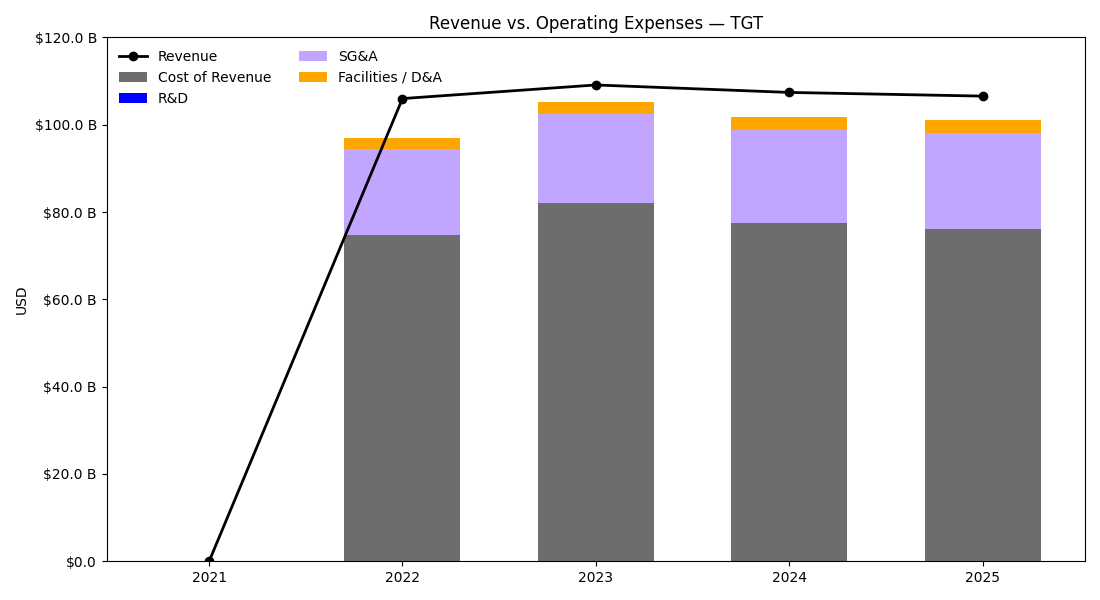 Revenue vs. Operating Expenses — TGT
$120.0 B
$100.0 B
$80.0 B
$60.0 B
$40.0 B
$20.0 B
$0.0
USD
Revenue
Cost of Revenue
R&D
SG&A
Facilities / D&A
2021
2022
2023
2024
2025